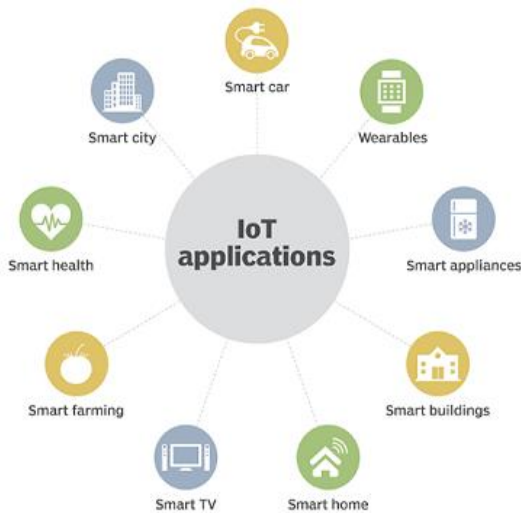 Smart car
Wearables
Smart city
IoT
applications
Smart health
Smart appliances
Smart farming
Smart buildings
Smart TV
Smart home